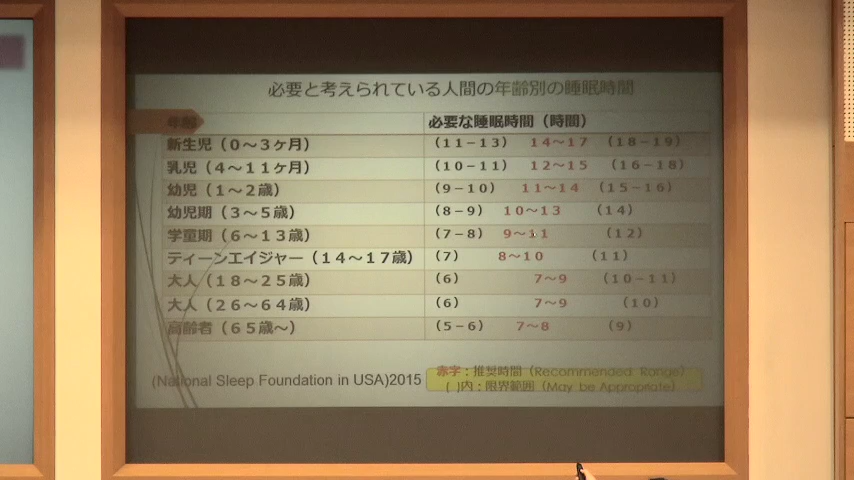 必要と考えられている人間の年齢別の睡眠時間
年齢 必要な睡眠時間（時間）
新生児（０～３ヶ月） （１１－１３） １４～１７ （１８－１９）
乳児（４～１１ヶ月） （１０－１１） １２～１５ （１６－１８）
幼児（１～２歳） （９－１０） １１～１４ （１５－１６）
幼児期（３～５歳） （８－９） １０～１３ （１４）
学童期（６～１３歳） （７－８） ９～１１ （１２）
ティーンエイジャー（１４～１７歳） （７） ８～１０ （１１）
大人（１８～２５歳） （６） ７～９ （１０－１１）
大人（２６～６４歳） （６） ７～９ （１０）
高齢者（６５歳～） （５－６） ７～８ （９）
(National Sleep Foundation in USA)2015
赤字：推奨時間（Recommended Range）
( )内：限界範囲（May be Appropriate）